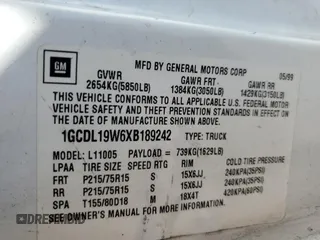 GM
MFD. BY GENERAL MOTORS CORP 05/99
GVWR GAWR FRT GAWR RR
2654KG(5850LB) 1384KG(3050LB) 1429KG(3150LB)
THIS VEHICLE CONFORMS TO ALL APPLICABLE U.S. FEDERAL MOTOR
VEHICLE SAFETY STANDARDS IN EFFECT ON THE DATE OF
MANUFACTURE SHOWN ABOVE.
1GCDL19W6XB189242 TYPE: TRUCK
MODEL: L11005 PAYLOAD = 739KG(1629LB)
LPAA TIRE SIZE SPEED RTG RIM COLD TIRE PRESSURE
FRT P215/75R15 S 15X6JJ 240KPA(35PSI)
RR P215/75R15 S 15X6JJ 240KPA(35PSI)
SPA T155/80D18 M 18X4T 420KPA(60PSI)
SEE OWNER'S MANUAL FOR MORE INFORMATION.